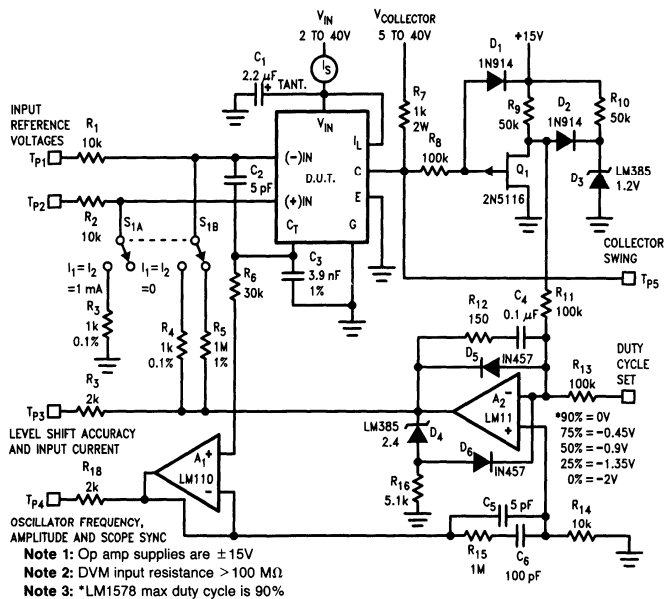 V_IN
2 TO 40V
V_COLLECTOR
5 TO 40V
+15V
C1
2.2 µF
+ TANT.
I_S
D1
1N914
R7
1k
2W
R9
50k
D2
1N914
R10
50k
INPUT
REFERENCE
VOLTAGES
R1
10k
TP1
V_IN
I_L
R8
100k
(-)IN
D.U.T.
C
C2
5 pF
Q1
2N5116
D3
LM385
1.2V
TP2
(+)IN
E
R2
10k
S1A
S1B
C_T
G
COLLECTOR
SWING
TP5
I1=I2
=1 mA
I1=I2
=0
R6
30k
C3
3.9 nF
1%
R3
1k
0.1%
R4
1k
0.1%
R5
1M
1%
R12
150
C4
0.1 µF
R11
100k
D5
IN457
R13
100k
DUTY
CYCLE
SET
R3
2k
TP3
A2
LM11
-
+
LEVEL SHIFT ACCURACY
AND INPUT CURRENT
LM385
2.4
D4
D6
IN457
*90% = 0V
75% = -0.45V
50% = -0.9V
25% = -1.35V
0% = -2V
R18
2k
TP4
A1
LM110
+
-
R16
5.1k
C5
5 pF
R14
10k
OSCILLATOR FREQUENCY,
AMPLITUDE AND SCOPE SYNC
R15
1M
C6
100 pF
Note 1: Op amp supplies are ±15V
Note 2: DVM input resistance > 100 MΩ
Note 3: *LM1578 max duty cycle is 90%